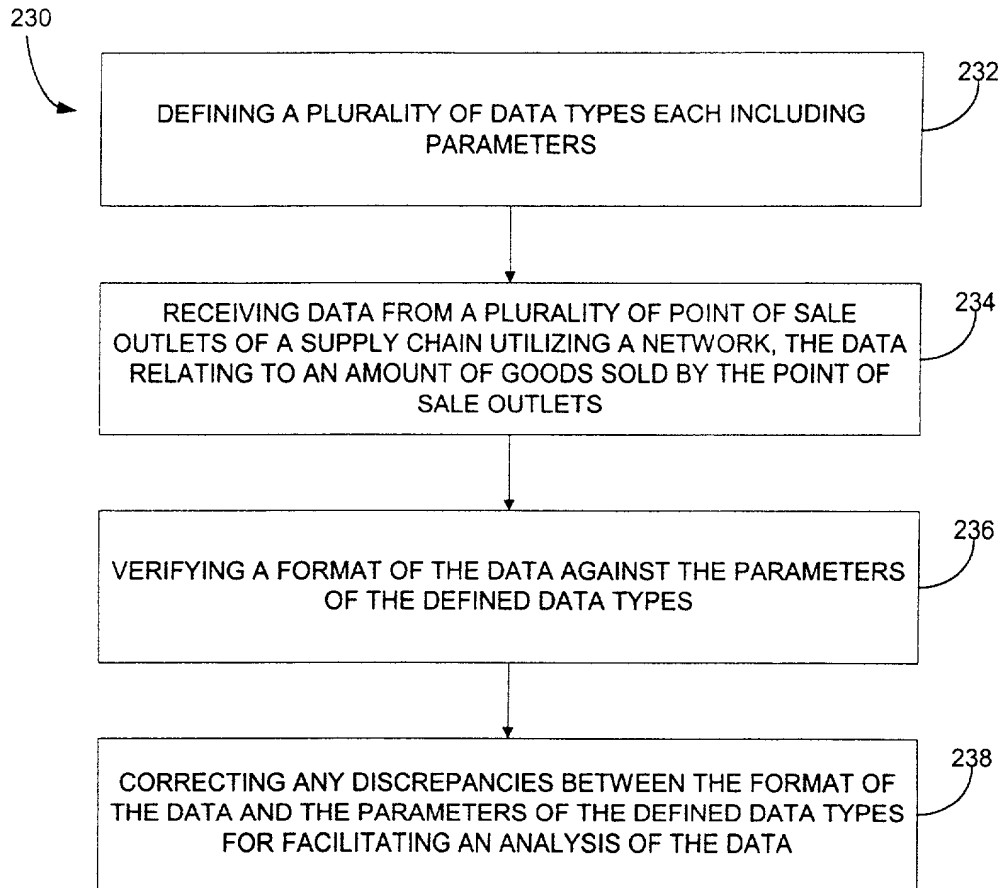 230
232
DEFINING A PLURALITY OF DATA TYPES EACH INCLUDING
PARAMETERS
234
RECEIVING DATA FROM A PLURALITY OF POINT OF SALE
OUTLETS OF A SUPPLY CHAIN UTILIZING A NETWORK, THE DATA
RELATING TO AN AMOUNT OF GOODS SOLD BY THE POINT OF
SALE OUTLETS
236
VERIFYING A FORMAT OF THE DATA AGAINST THE PARAMETERS
OF THE DEFINED DATA TYPES
238
CORRECTING ANY DISCREPANCIES BETWEEN THE FORMAT OF
THE DATA AND THE PARAMETERS OF THE DEFINED DATA TYPES
FOR FACILITATING AN ANALYSIS OF THE DATA